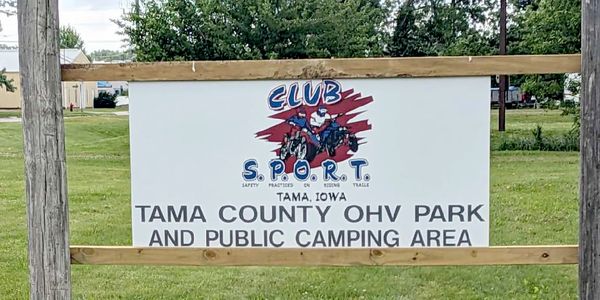 CLUB
S.P.O.R.T.
SAFETY PRACTICED ON RIDING TRAILS
TAMA, IOWA
TAMA COUNTY OHV PARK
AND PUBLIC CAMPING AREA